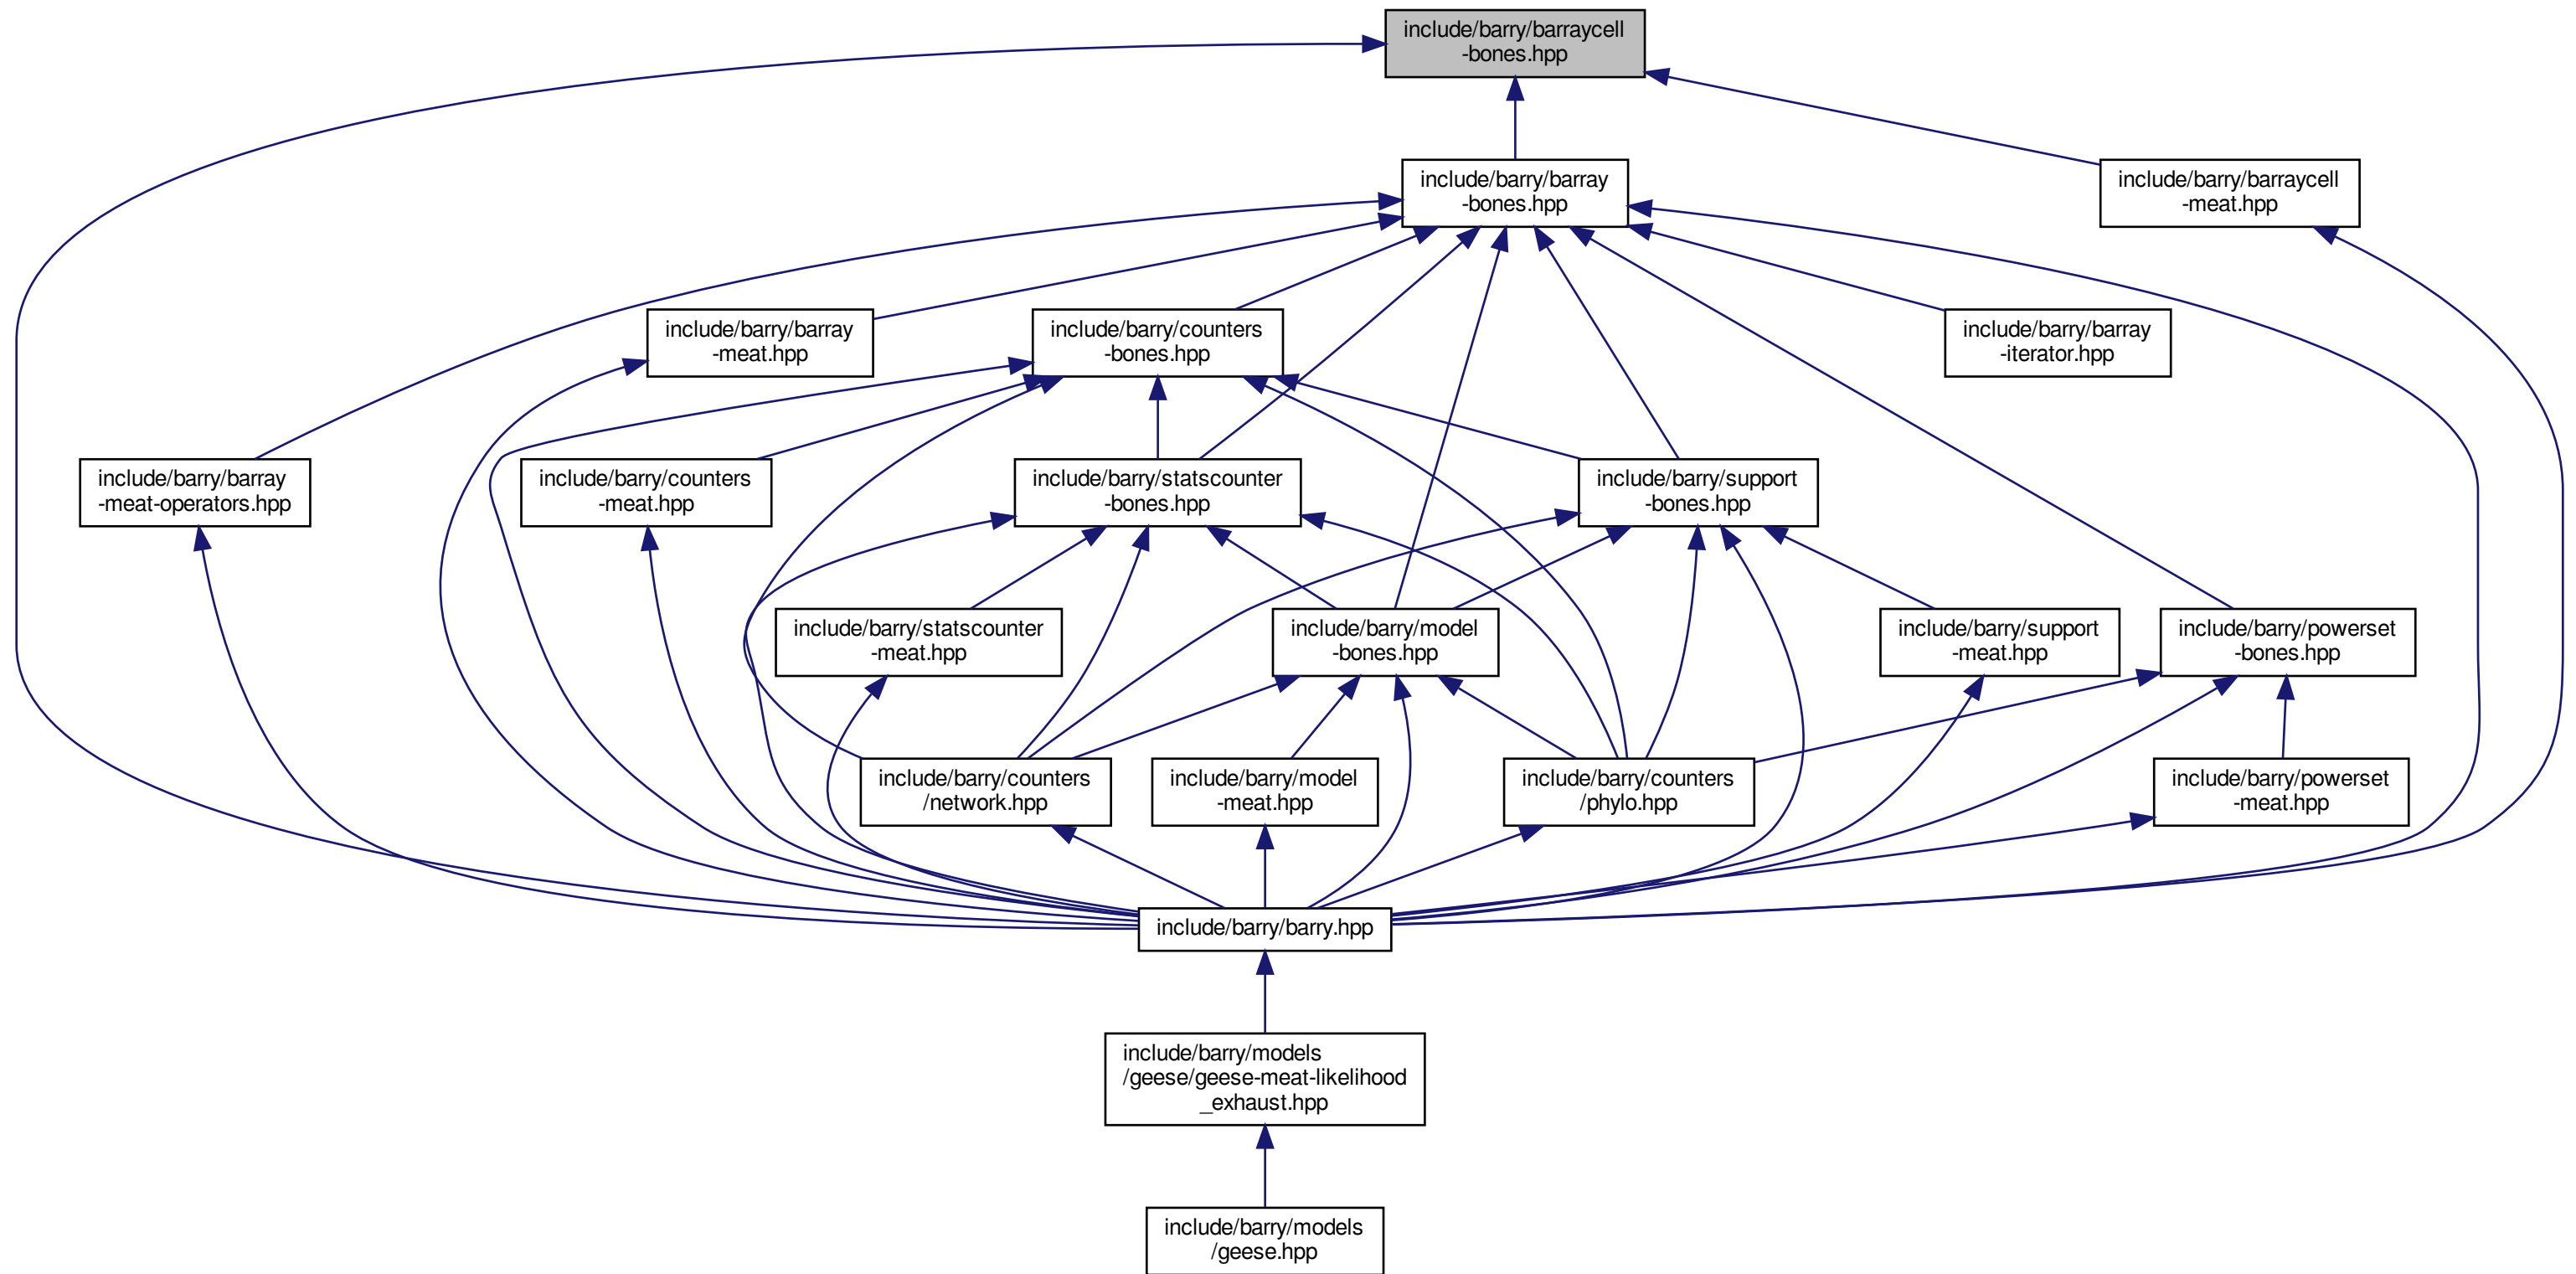 include/barry/barraycell
-bones.hpp
include/barry/barray
-bones.hpp
include/barry/barraycell
-meat.hpp
include/barry/barray
-meat.hpp
include/barry/counters
-bones.hpp
include/barry/barray
-iterator.hpp
include/barry/barray
-meat-operators.hpp
include/barry/counters
-meat.hpp
include/barry/statscounter
-bones.hpp
include/barry/support
-bones.hpp
include/barry/statscounter
-meat.hpp
include/barry/model
-bones.hpp
include/barry/support
-meat.hpp
include/barry/powerset
-bones.hpp
include/barry/counters
/network.hpp
include/barry/model
-meat.hpp
include/barry/counters
/phylo.hpp
include/barry/powerset
-meat.hpp
include/barry/barry.hpp
include/barry/models
/geese/geese-meat-likelihood
_exhaust.hpp
include/barry/models
/geese.hpp